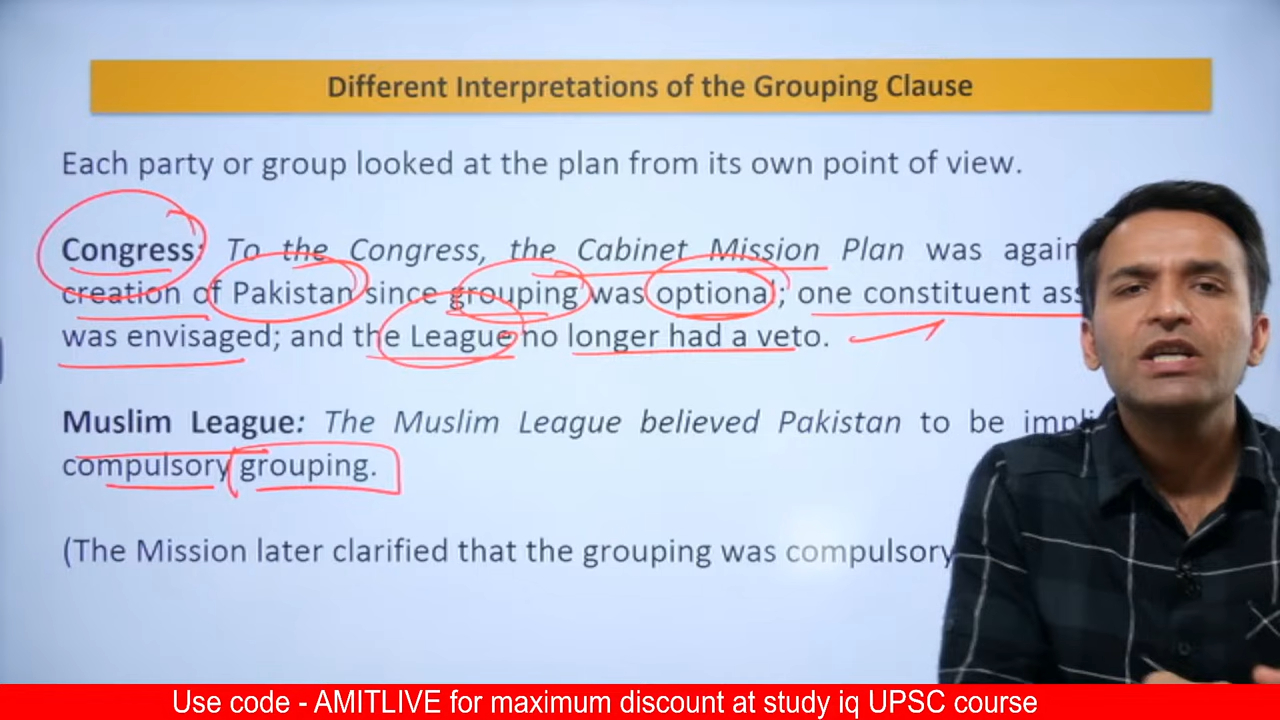 Different Interpretations of the Grouping Clause
Each party or group looked at the plan from its own point of view.
Congress: To the Congress, the Cabinet Mission Plan was
creation of Pakistan since grouping was optional; one constituent
was envisaged; and the League no longer had a veto.
Muslim League: The Muslim League believed Pakistan to be
compulsory grouping.
(The Mission later clarified that the grouping was compulsory
Use code - AMITLIVE for maximum discount at study iq UPSC course